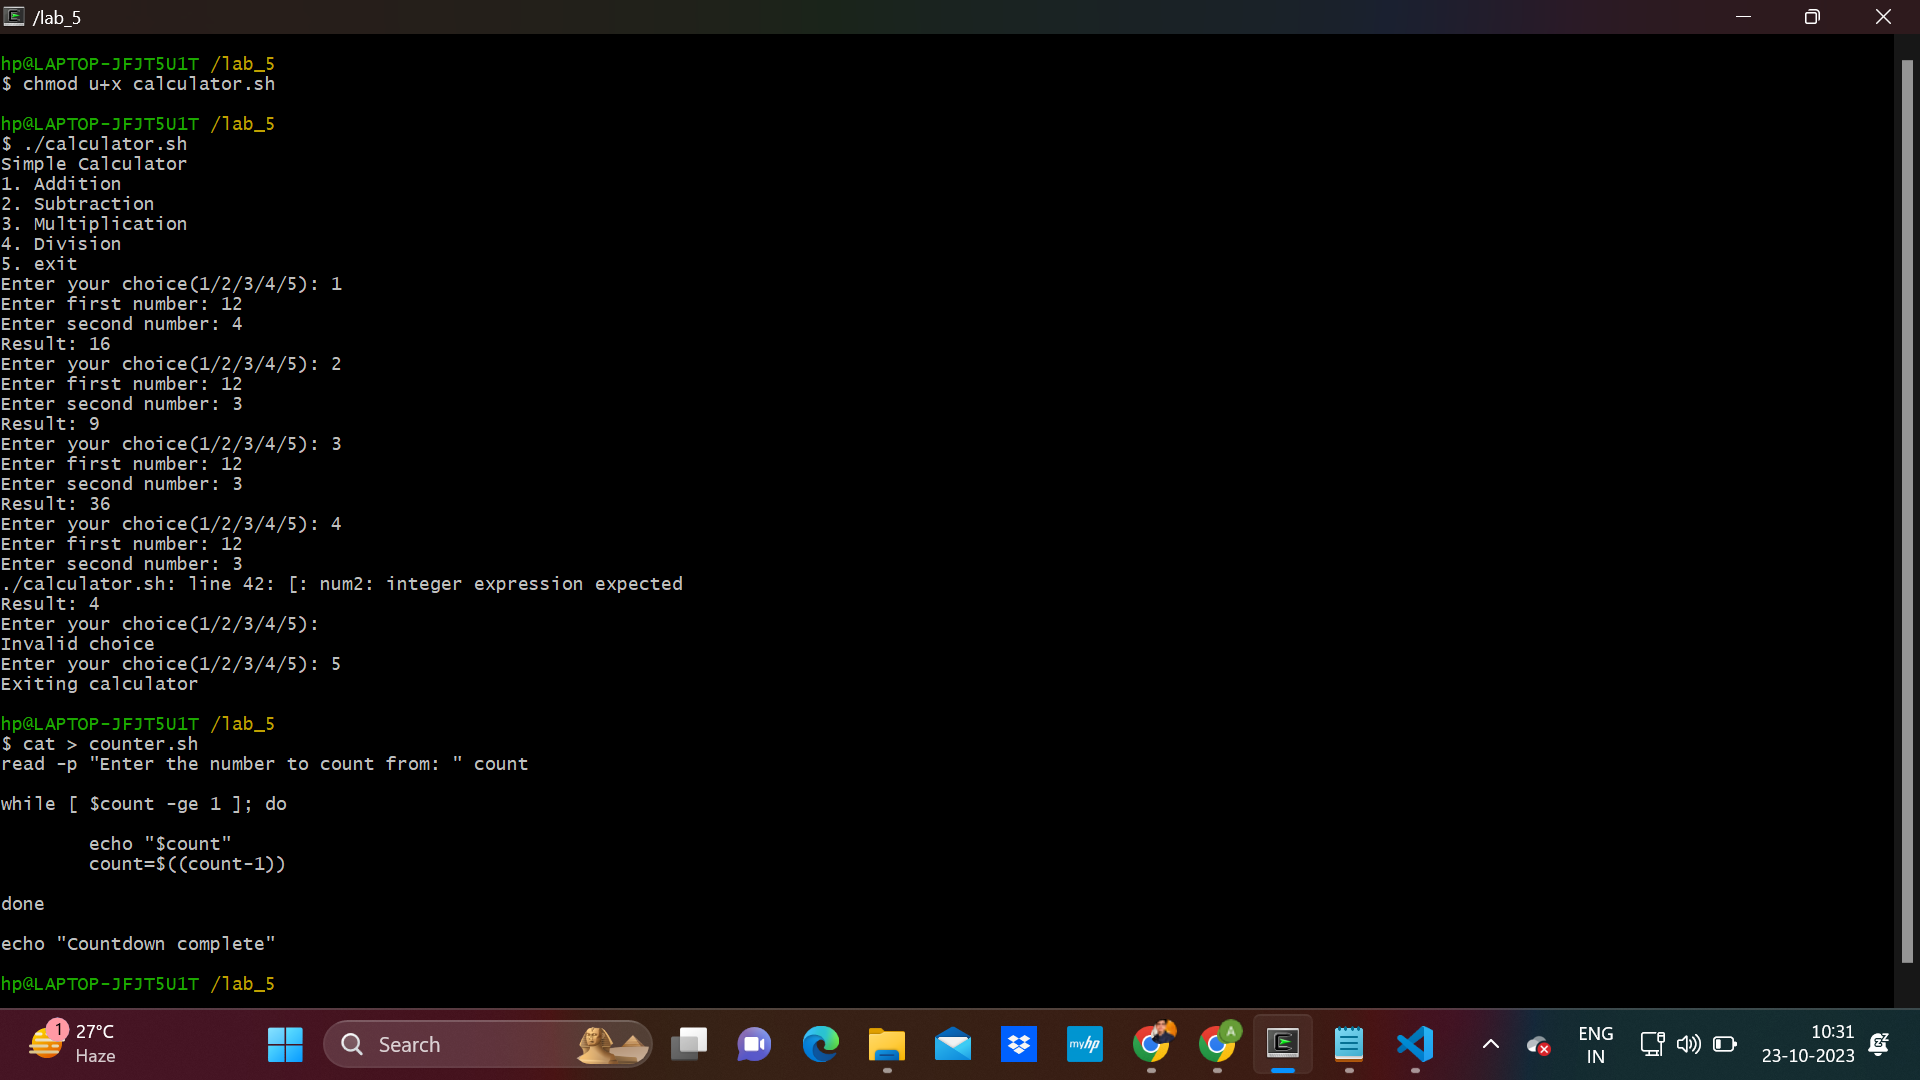 /lab_5
hp@LAPTOP-JFJT5U1T /lab_5
$ chmod u+x calculator.sh
hp@LAPTOP-JFJT5U1T /lab_5
$ ./calculator.sh
Simple Calculator
1. Addition
2. Subtraction
3. Multiplication
4. Division
5. exit
Enter your choice(1/2/3/4/5): 1
Enter first number: 12
Enter second number: 4
Result: 16
Enter your choice(1/2/3/4/5): 2
Enter first number: 12
Enter second number: 3
Result: 9
Enter your choice(1/2/3/4/5): 3
Enter first number: 12
Enter second number: 3
Result: 36
Enter your choice(1/2/3/4/5): 4
Enter first number: 12
Enter second number: 3
./calculator.sh: line 42: [: num2: integer expression expected
Result: 4
Enter your choice(1/2/3/4/5):
Invalid choice
Enter your choice(1/2/3/4/5): 5
Exiting calculator
hp@LAPTOP-JFJT5U1T /lab_5
$ cat > counter.sh
read -p "Enter the number to count from: " count
while [ $count -ge 1 ]; do
        echo "$count"
        count=$((count-1))
done
echo "Countdown complete"
hp@LAPTOP-JFJT5U1T /lab_5
1
27°C
Haze
Search
myhp
A
ENG
IN
10:31
23-10-2023